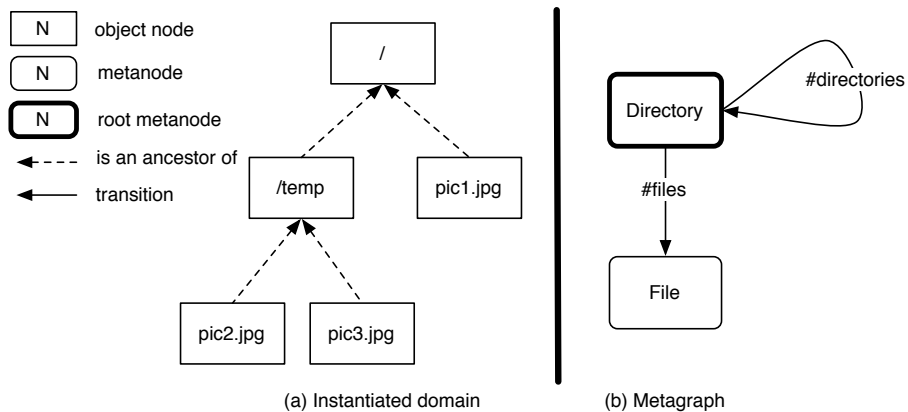 N object node
N metanode
N root metanode
is an ancestor of
transition
/
/temp
pic1.jpg
pic2.jpg
pic3.jpg
(a) Instantiated domain
Directory
#directories
#files
File
(b) Metagraph